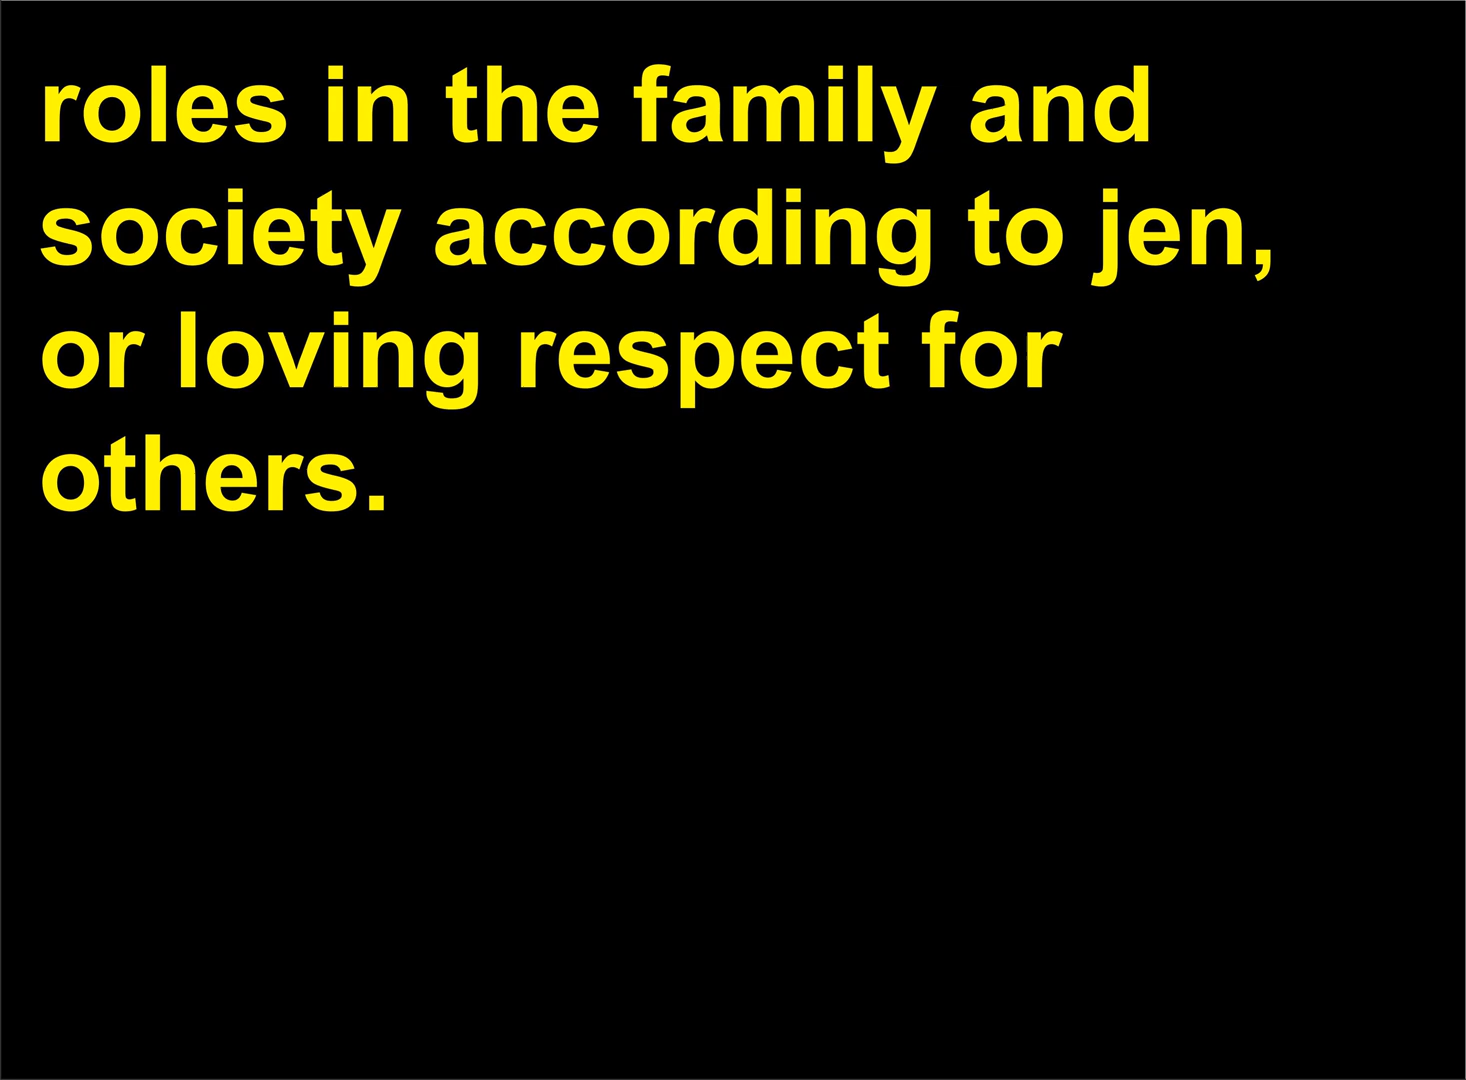 roles in the family and
society according to jen,
or loving respect for
others.